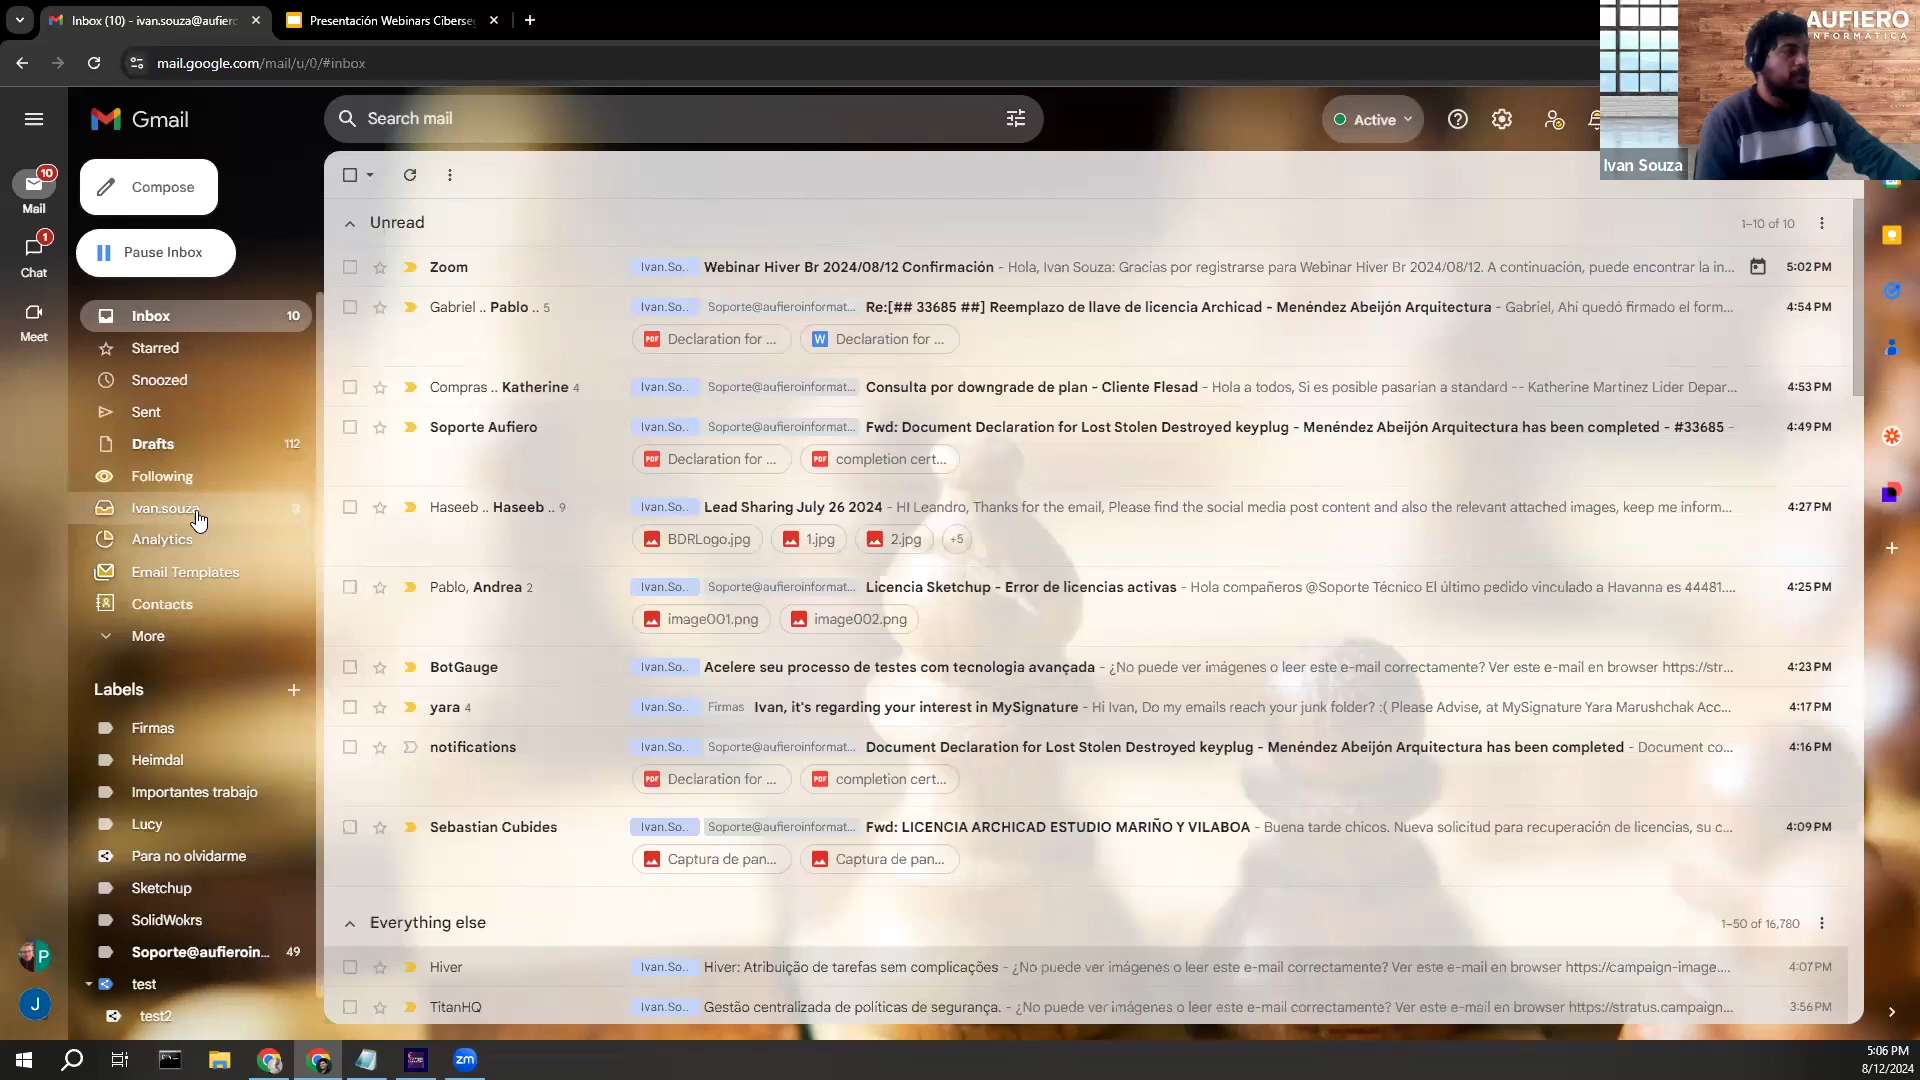 Inbox (10) - ivan.souza@aufierc
Presentación Webinars Ciberse
mail.google.com/mail/u/0/#inbox
AUFIERO
INFORMÁTICA
Ivan Souza
Gmail
Search mail
Active
10
Mail
1
Chat
Meet
Compose
Pause Inbox
Inbox 10
Starred
Snoozed
Sent
Drafts 112
Following
Ivan.souza 3
Analytics
Email Templates
Contacts
More
Labels
Firmas
Heimdal
Importantes trabajo
Lucy
Para no olvidarme
Sketchup
SolidWokrs
Soporte@aufieroin... 49
test
test2
P
J
Unread 1–10 of 10
Zoom Ivan.So.. Webinar Hiver Br 2024/08/12 Confirmación - Hola, Ivan Souza: Gracias por registrarse para Webinar Hiver Br 2024/08/12. A continuación, puede encontrar la in... 5:02 PM
Gabriel .. Pablo .. 5 Ivan.So.. Soporte@aufieroinformat... Re:[## 33685 ##] Reemplazo de llave de licencia Archicad - Menéndez Abeijón Arquitectura - Gabriel, Ahí quedó firmado el form... 4:54 PM
PDF Declaration for ... W Declaration for ...
Compras .. Katherine 4 Ivan.So.. Soporte@aufieroinformat... Consulta por downgrade de plan - Cliente Flesad - Hola a todos, Si es posible pasarian a standard -- Katherine Martinez Lider Depar... 4:53 PM
Soporte Aufiero Ivan.So.. Soporte@aufieroinformat... Fwd: Document Declaration for Lost Stolen Destroyed keyplug - Menéndez Abeijón Arquitectura has been completed - #33685 - 4:49 PM
PDF Declaration for ... PDF completion cert...
Haseeb .. Haseeb .. 9 Ivan.So.. Lead Sharing July 26 2024 - HI Leandro, Thanks for the email, Please find the social media post content and also the relevant attached images, keep me inform... 4:27 PM
BDRLogo.jpg 1.jpg 2.jpg +5
Pablo, Andrea 2 Ivan.So.. Soporte@aufieroinformat... Licencia Sketchup - Error de licencias activas - Hola compañeros @Soporte Técnico El último pedido vinculado a Havanna es 44481.... 4:25 PM
image001.png image002.png
BotGauge Ivan.So.. Acelere seu processo de testes com tecnologia avançada - ¿No puede ver imágenes o leer este e-mail correctamente? Ver este e-mail en browser https://str... 4:23 PM
yara 4 Ivan.So.. Firmas Ivan, it's regarding your interest in MySignature - Hi Ivan, Do my emails reach your junk folder? :( Please Advise, at MySignature Yara Marushchak Acc... 4:17 PM
notifications Ivan.So.. Soporte@aufieroinformat... Document Declaration for Lost Stolen Destroyed keyplug - Menéndez Abeijón Arquitectura has been completed - Document co... 4:16 PM
PDF Declaration for ... PDF completion cert...
Sebastian Cubides Ivan.So.. Soporte@aufieroinformat... Fwd: LICENCIA ARCHICAD ESTUDIO MARIÑO Y VILABOA - Buena tarde chicos. Nueva solicitud para recuperación de licencias, su c... 4:09 PM
Captura de pan... Captura de pan...
Everything else 1–50 of 16,780
Hiver Ivan.So.. Hiver: Atribuição de tarefas sem complicações - ¿No puede ver imágenes o leer este e-mail correctamente? Ver este e-mail en browser https://campaign-image.... 4:07 PM
TitanHQ Ivan.So.. Gestão centralizada de políticas de segurança. - ¿No puede ver imágenes o leer este e-mail correctamente? Ver este e-mail en browser https://stratus.campaign... 3:56 PM
zm
5:06 PM
8/12/2024